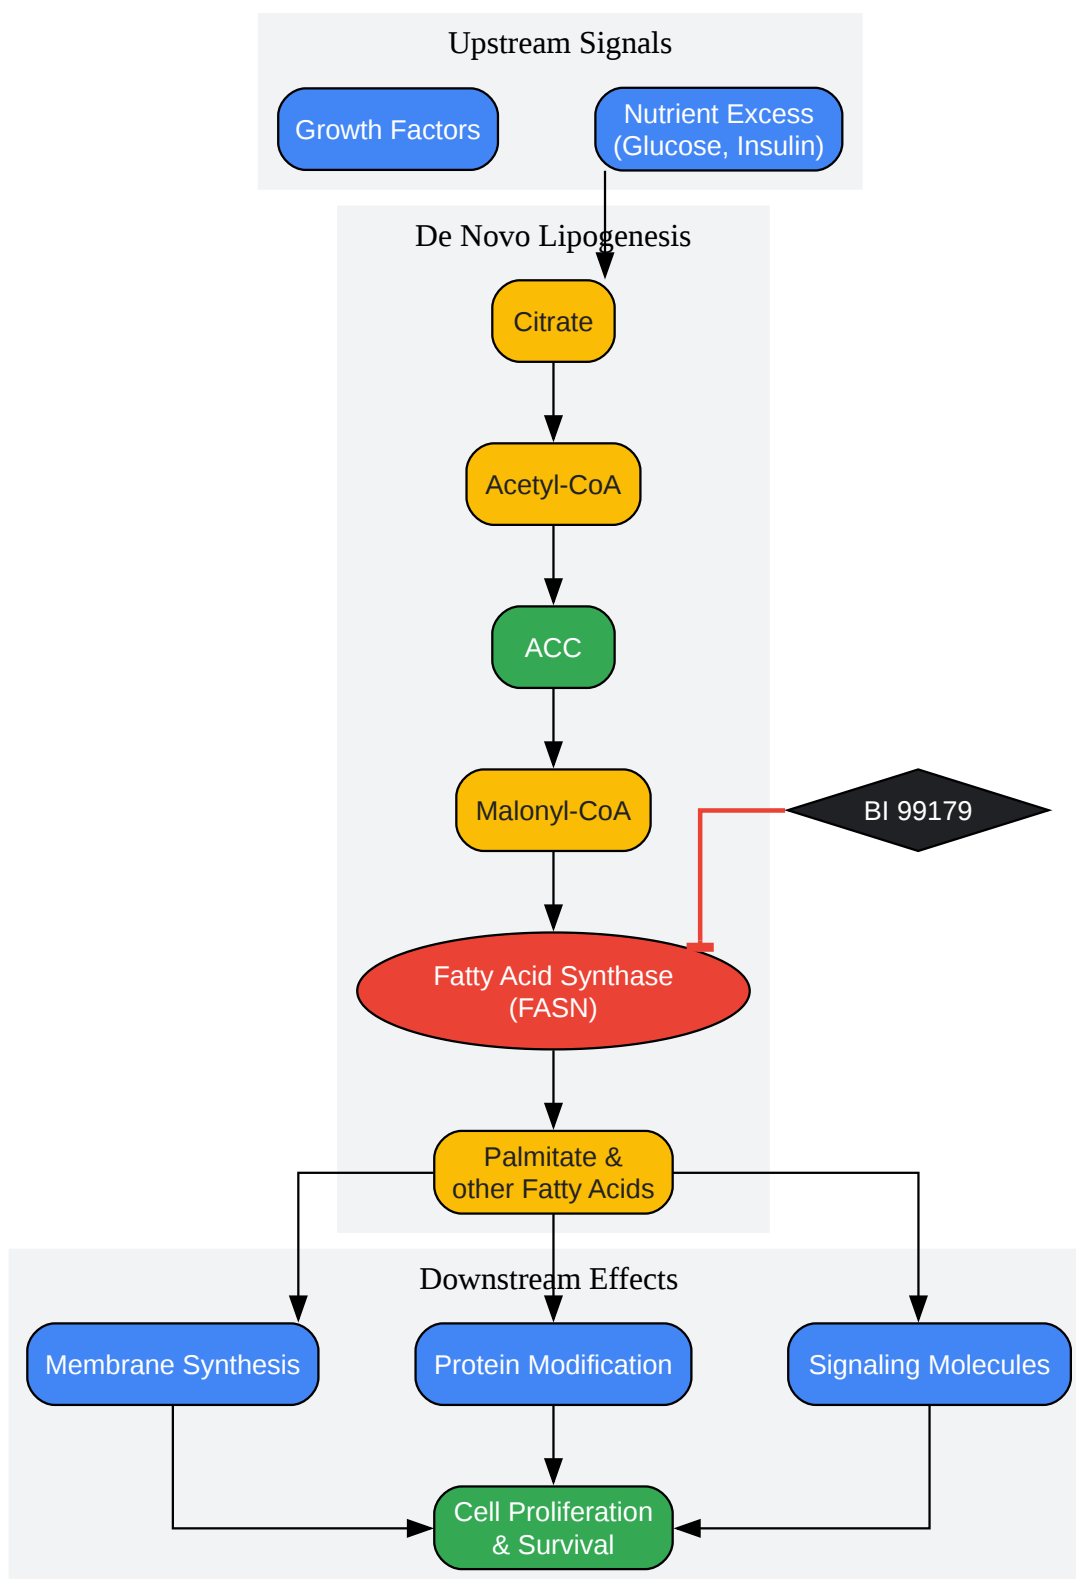 Upstream Signals
Growth Factors
Nutrient Excess
(Glucose, Insulin)
De Novo Lipogenesis
Citrate
Acetyl-CoA
ACC
Malonyl-CoA
BI 99179
Fatty Acid Synthase
(FASN)
Palmitate &
other Fatty Acids
Downstream Effects
Membrane Synthesis
Protein Modification
Signaling Molecules
Cell Proliferation
& Survival